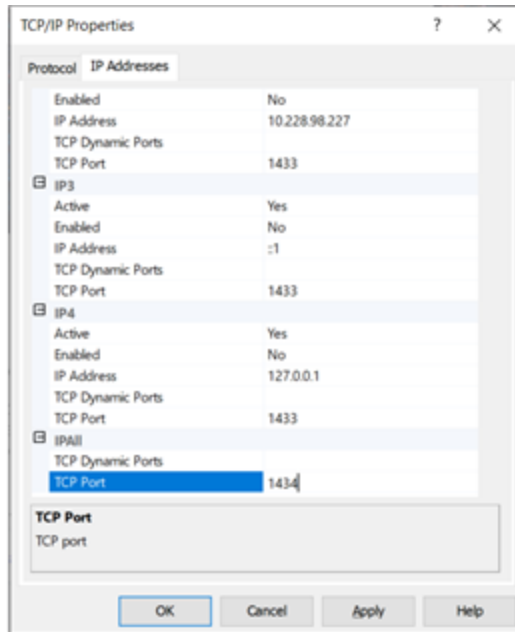 TCP/IP Properties ? ×
Protocol IP Addresses
Enabled No
IP Address 10.228.98.227
TCP Dynamic Ports
TCP Port 1433
IP3
Active Yes
Enabled No
IP Address ::1
TCP Dynamic Ports
TCP Port 1433
IP4
Active Yes
Enabled No
IP Address 127.0.0.1
TCP Dynamic Ports
TCP Port 1433
IPAll
TCP Dynamic Ports
TCP Port 1434
TCP Port
TCP port
OK Cancel Apply Help